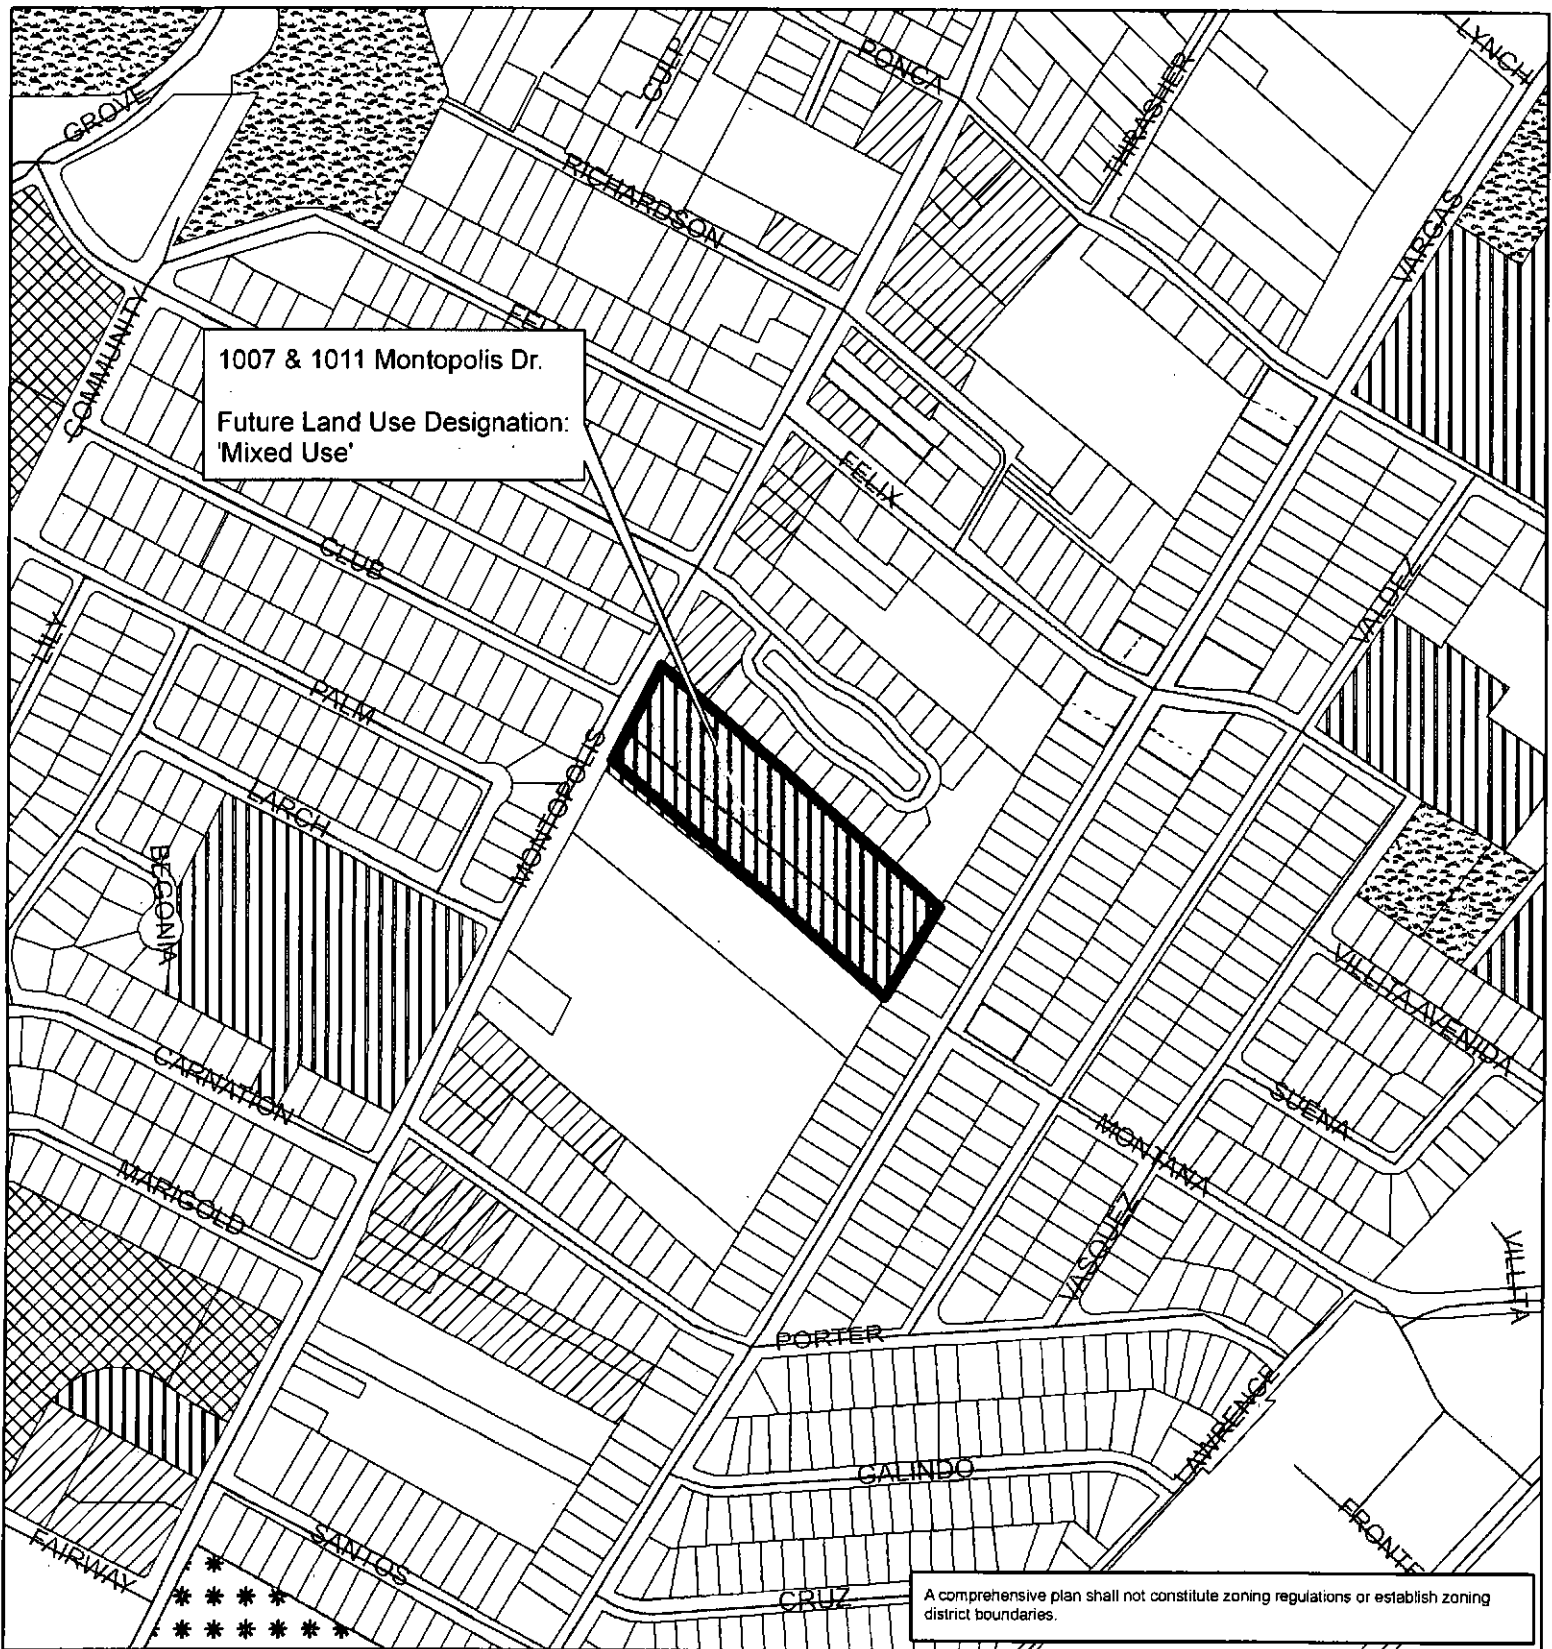 LYNCH
PONCA
CULP
THRASHER
GROVE
RICHARDSON
VARGAS
COMMUNITY
1007 & 1011 Montopolis Dr.
Future Land Use Designation:
'Mixed Use'
FELIX
CLUB
VALDEZ
LILY
PALM
MONTOPOLIS
LARCH
BEGONIA
VILLITA AVENIDA
CARNATION
SUENA
MONTANA
MARIGOLD
VASQUEZ
VILLITA
PORTER
LAWRENCE
GALINDO
SANTOS
FAIRWAY
CRUZ
A comprehensive plan shall not constitute zoning regulations or establish zoning
district boundaries.